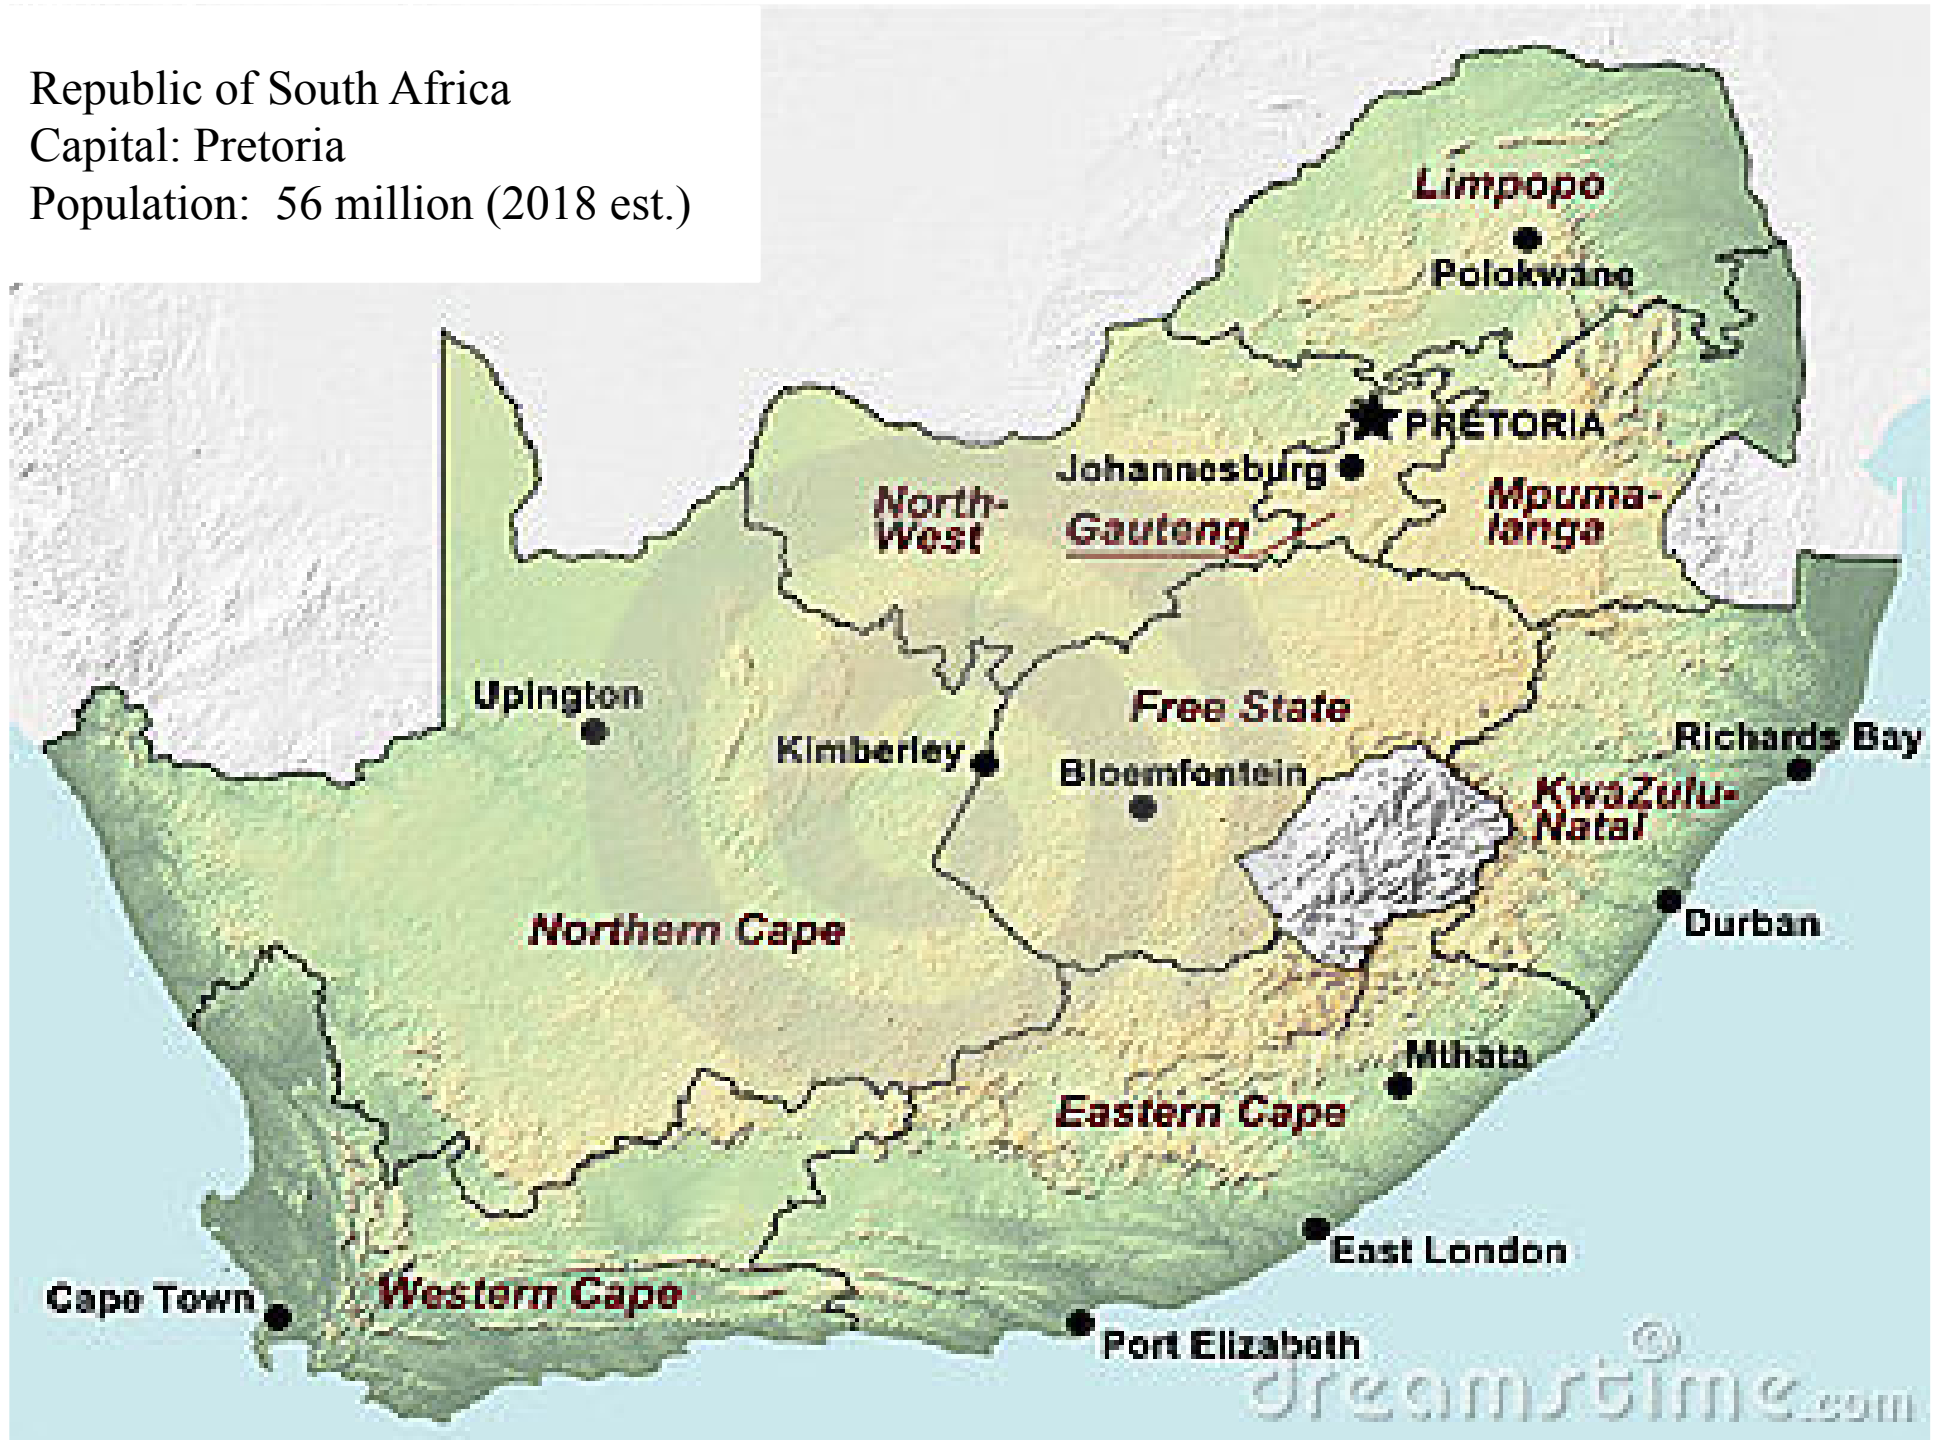 Republic of South Africa
Capital: Pretoria
Population:  56 million (2018 est.)
Limpopo
Polokwane
PRETORIA
Johannesburg
North-
West
Gauteng
Mpuma-
langa
Upington
Kimberley
Free State
Bloemfontein
Richards Bay
KwaZulu-
Natal
Northern Cape
Durban
Mthata
Eastern Cape
East London
Western Cape
Cape Town
Port Elizabeth
dreamstime.com